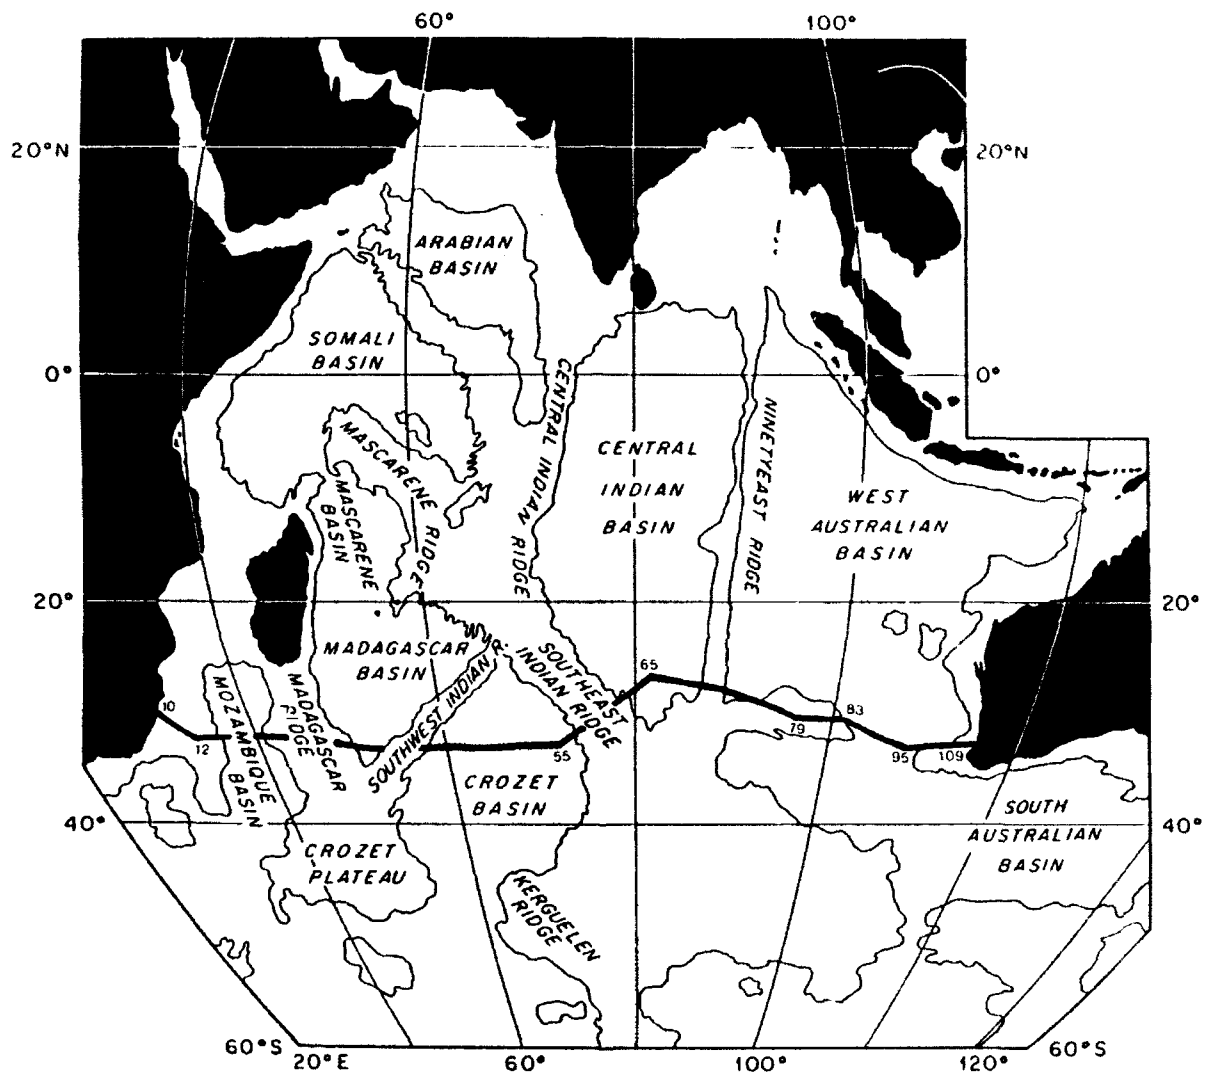 60°
100°
20°N
20°N
ARABIAN
BASIN
SOMALI
BASIN
0°
0°
CENTRAL INDIAN RIDGE
MASCARENE RIDGE
MASCARENE
BASIN
CENTRAL
INDIAN
BASIN
NINETYEAST RIDGE
WEST
AUSTRALIAN
BASIN
20°
20°
MADAGASCAR
BASIN
SOUTHWEST INDIAN R.
SOUTHEAST
INDIAN RIDGE
65
10
12
MOZAMBIQUE
BASIN
MADAGASCAR
RIDGE
55
79
83
95
109
CROZET
BASIN
SOUTH
AUSTRALIAN
BASIN
40°
40°
CROZET
PLATEAU
KERGUELEN
RIDGE
60°S
20°E
60°
100°
120°
60°S